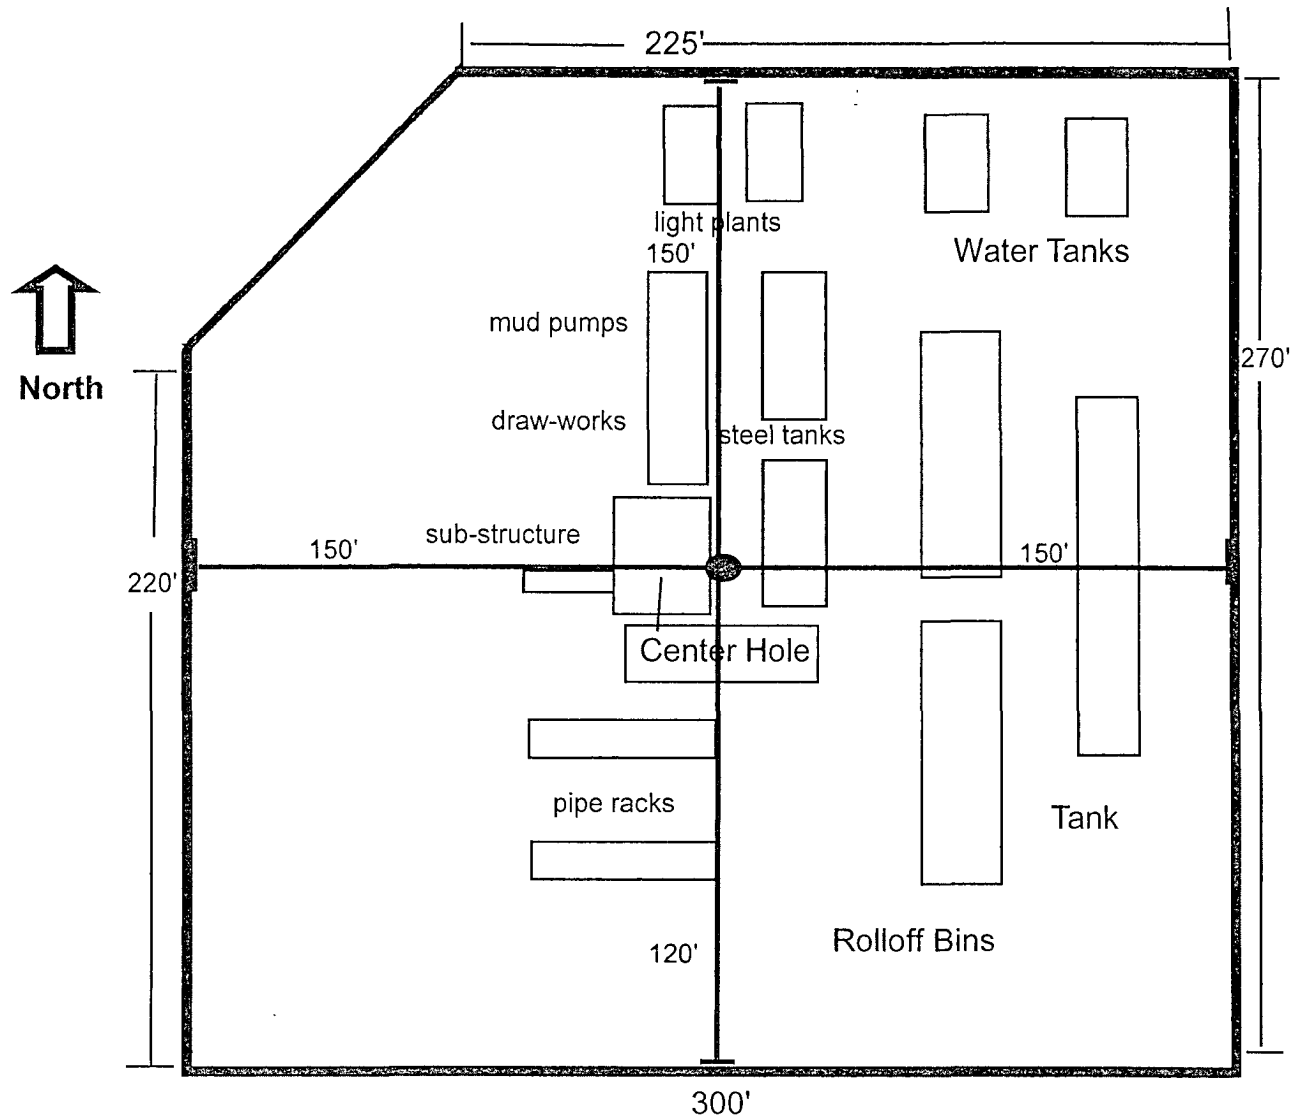 225'
light plants
150'
Water Tanks
mud pumps
270'
North
draw-works
steel tanks
sub-structure
150'
150'
220'
Center Hole
pipe racks
Tank
Rolloff Bins
120'
300'